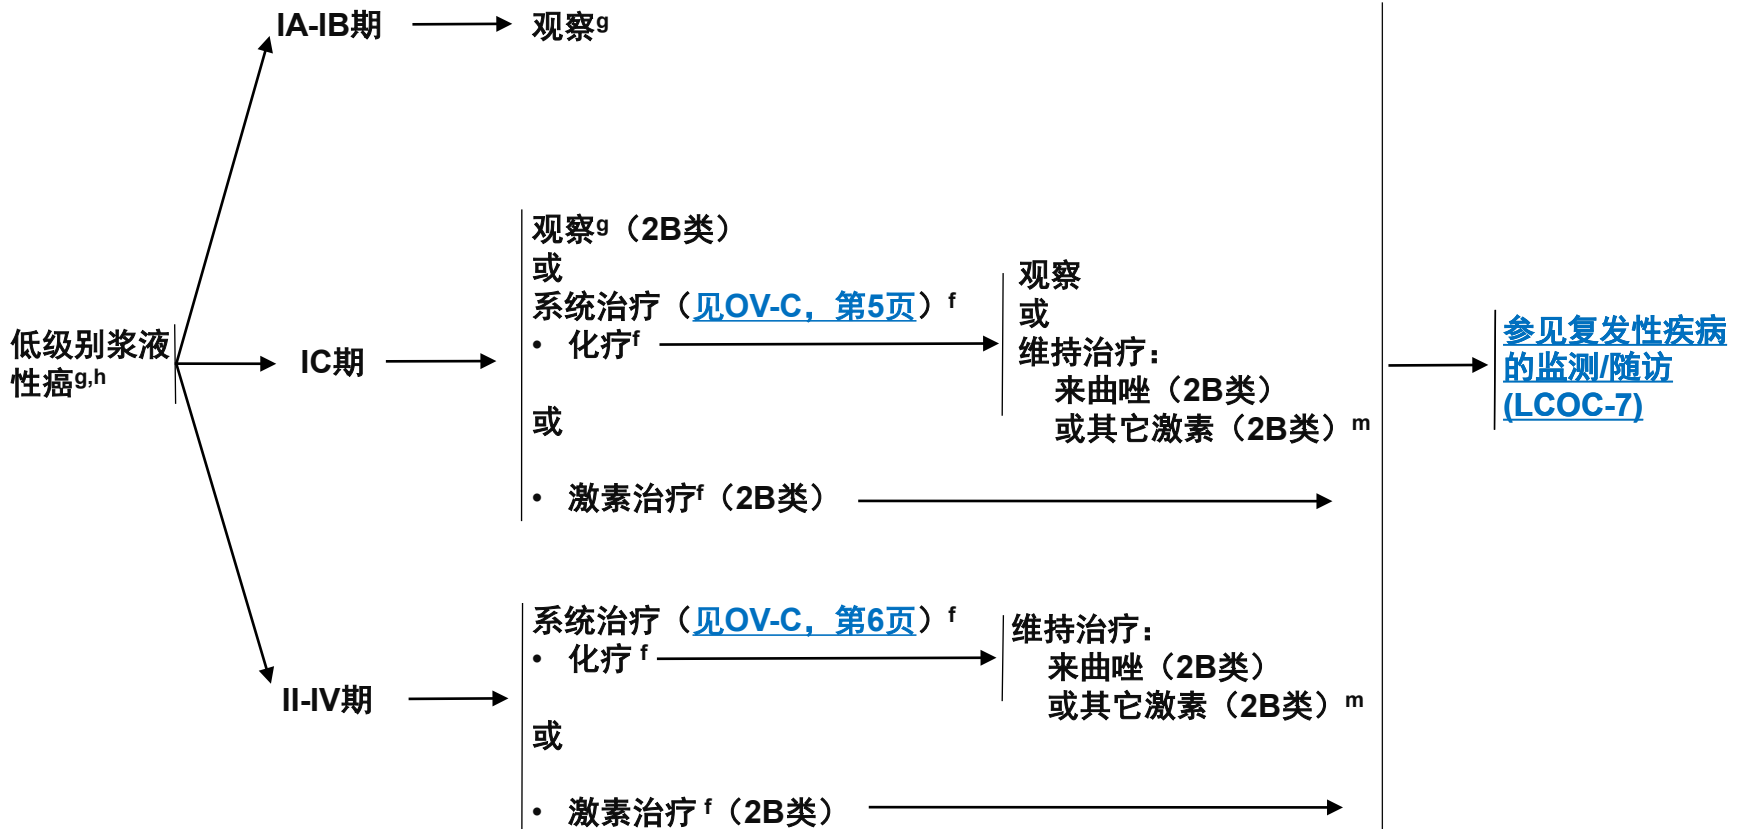 IA-IB期
观察g
低级别浆液
性癌g,h
IC期
观察g（2B类）
或
系统治疗（见OV-C，第5页）f
• 化疗f
或
• 激素治疗f（2B类）
观察
或
维持治疗：
来曲唑（2B类）
或其它激素（2B类）m
II-IV期
系统治疗（见OV-C，第6页）f
• 化疗 f
或
• 激素治疗 f（2B类）
维持治疗：
来曲唑（2B类）
或其它激素（2B类）m
参见复发性疾病
的监测/随访
(LCOC-7)